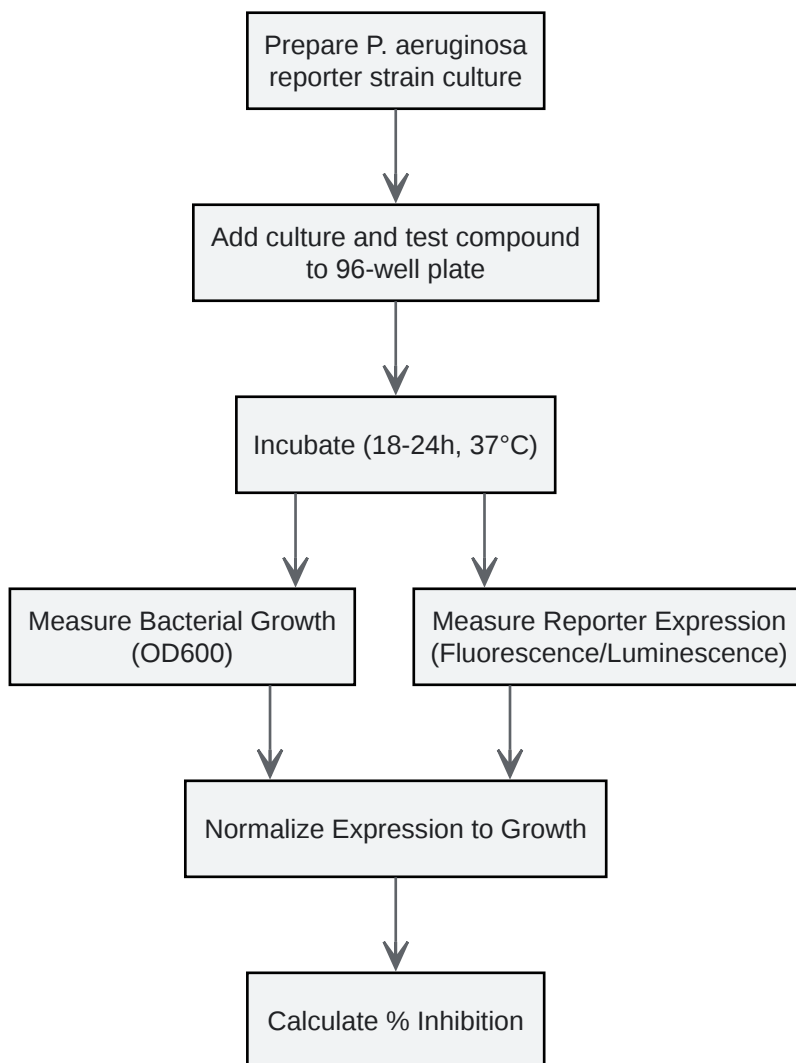 Prepare P. aeruginosa
reporter strain culture
Add culture and test compound
to 96-well plate
Incubate (18-24h, 37°C)
Measure Bacterial Growth
(OD600)
Measure Reporter Expression
(Fluorescence/Luminescence)
Normalize Expression to Growth
Calculate % Inhibition